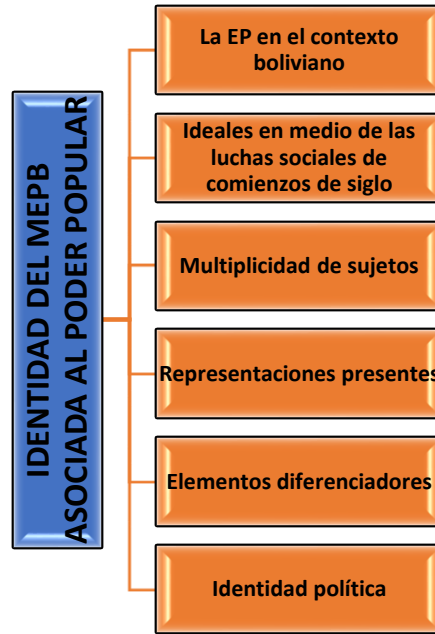 IDENTIDAD DEL MEPB
ASOCIADA AL PODER POPULAR
La EP en el contexto
boliviano
Ideales en medio de las
luchas sociales de
comienzos de siglo
Multiplicidad de sujetos
Representaciones presentes
Elementos diferenciadores
Identidad política